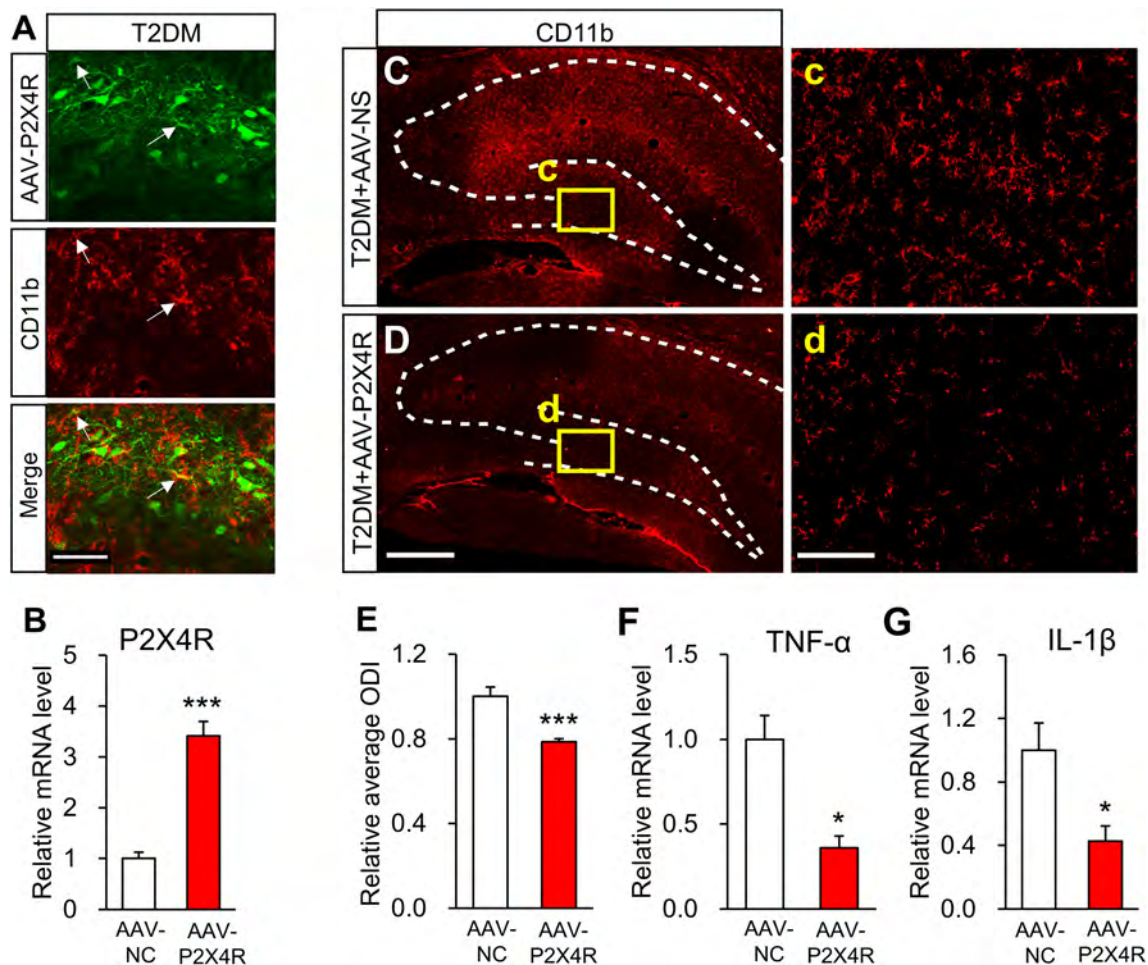 A
T2DM
AAV-P2X4R
CD11b
Merge
CD11b
T2DM+AAV-NS
C
c
c
T2DM+AAV-P2X4R
D
d
d
B
P2X4R
Relative mRNA level
5
4
3
2
1
0
***
AAV-
NC
AAV-
P2X4R
E
Relative average ODI
1.2
0.8
0.4
0.0
***
AAV-
NC
AAV-
P2X4R
F
TNF-α
Relative mRNA level
1.5
1.0
0.5
0.0
*
AAV-
NC
AAV-
P2X4R
G
IL-1β
Relative mRNA level
1.6
1.2
0.8
0.4
0.0
*
AAV-
NC
AAV-
P2X4R